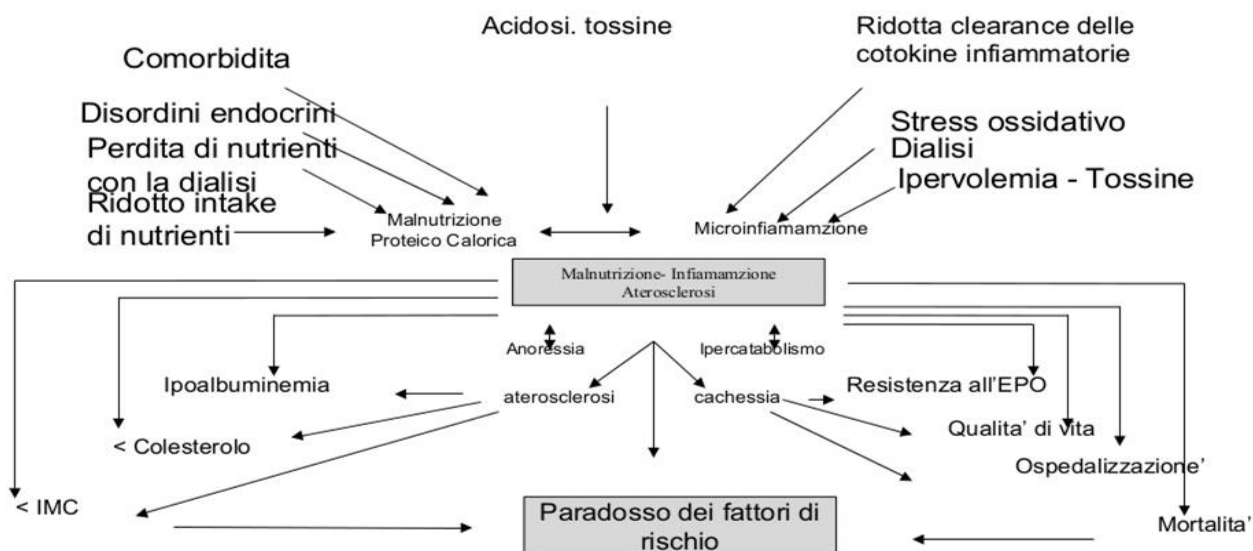 Acidosi. tossine
Ridotta clearance delle
cotokine infiammatorie
Comorbidita
Disordini endocrini
Perdita di nutrienti
con la dialisi
Ridotto intake
di nutrienti
Stress ossidativo
Dialisi
Ipervolemia - Tossine
Malnutrizione
Proteico Calorica
Microinfiamamzione
Malnutrizione- Infiamamzione
Aterosclerosi
Anoressia
Ipercatabolismo
Ipoalbuminemia
aterosclerosi
cachessia
Resistenza all'EPO
< Colesterolo
Qualita' di vita
Ospedalizzazione'
< IMC
Paradosso dei fattori di
rischio
Mortalita'